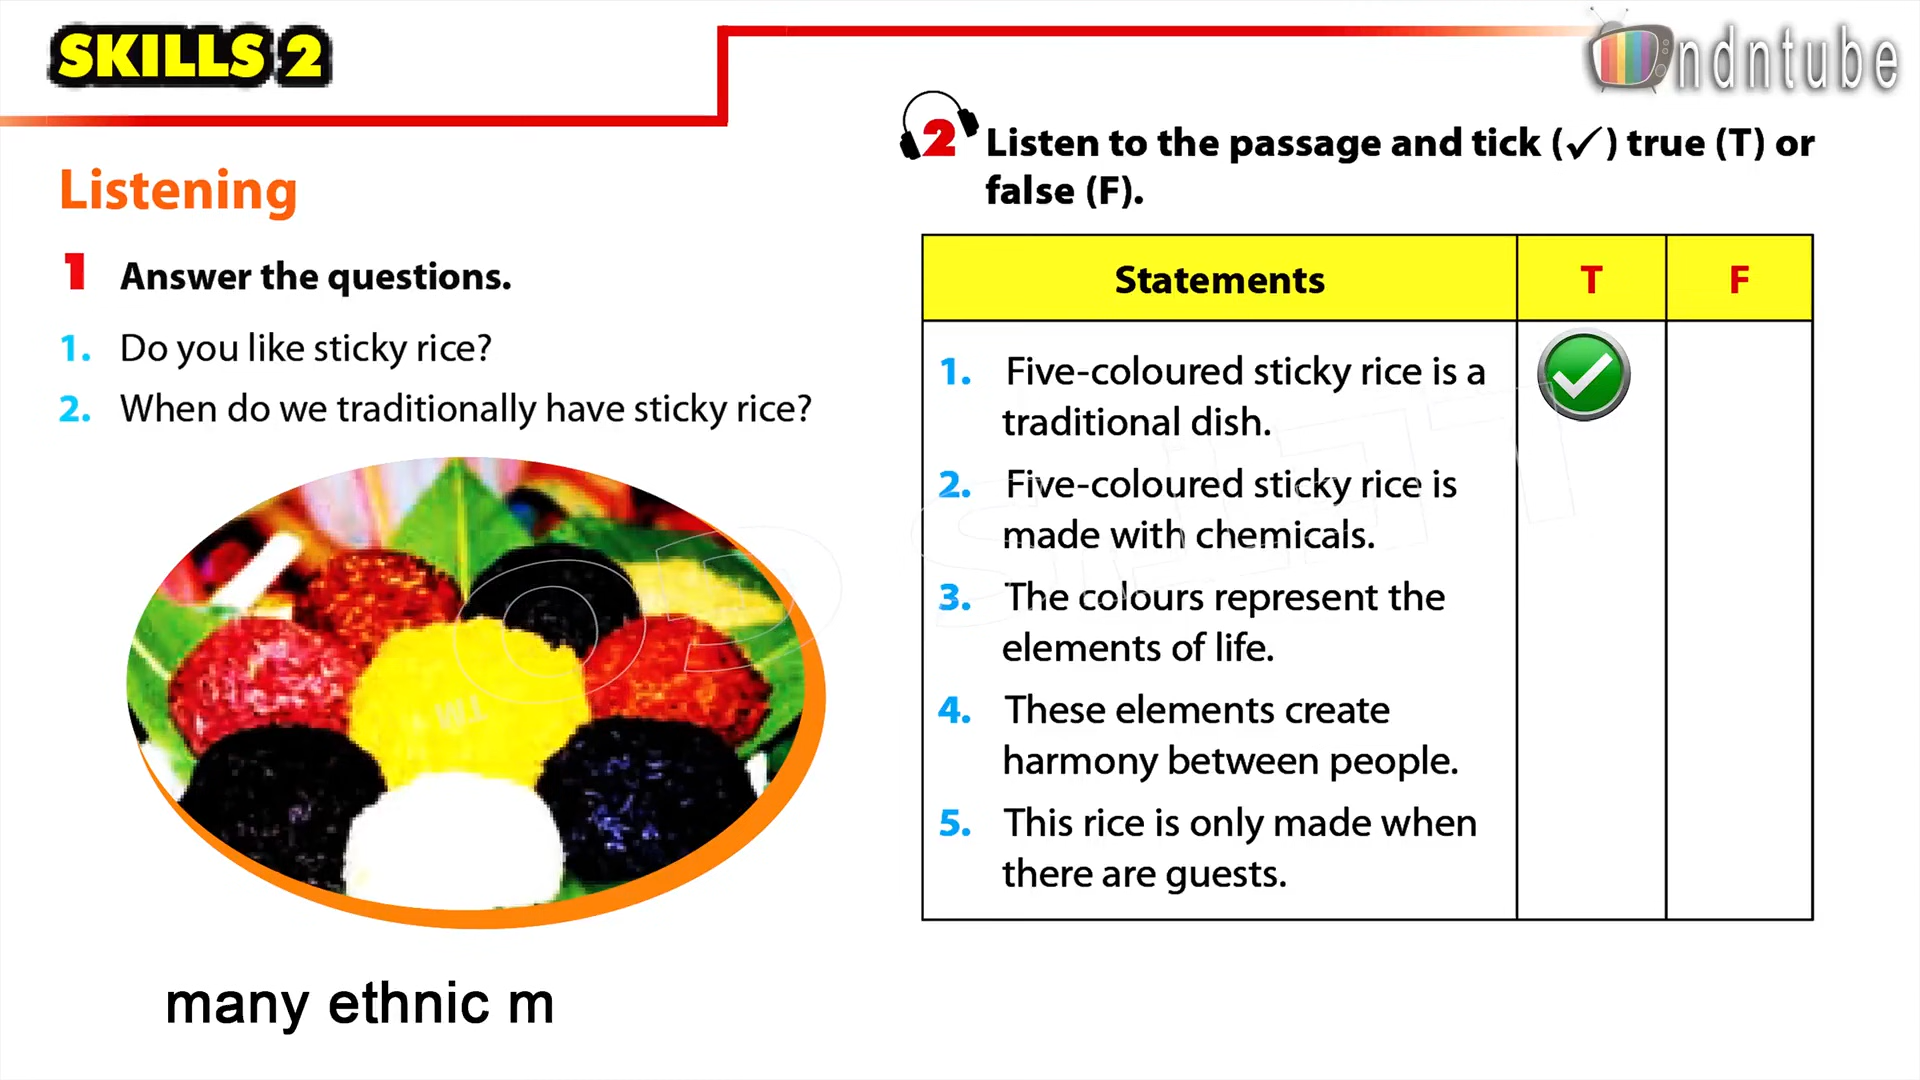 SKILLS 2
ndntube
Listening
1 Answer the questions.
1. Do you like sticky rice?
2. When do we traditionally have sticky rice?
many ethnic m
2 Listen to the passage and tick (✓) true (T) or
false (F).
Statements T F
1. Five-coloured sticky rice is a
traditional dish.
2. Five-coloured sticky rice is
made with chemicals.
3. The colours represent the
elements of life.
4. These elements create
harmony between people.
5. This rice is only made when
there are guests.